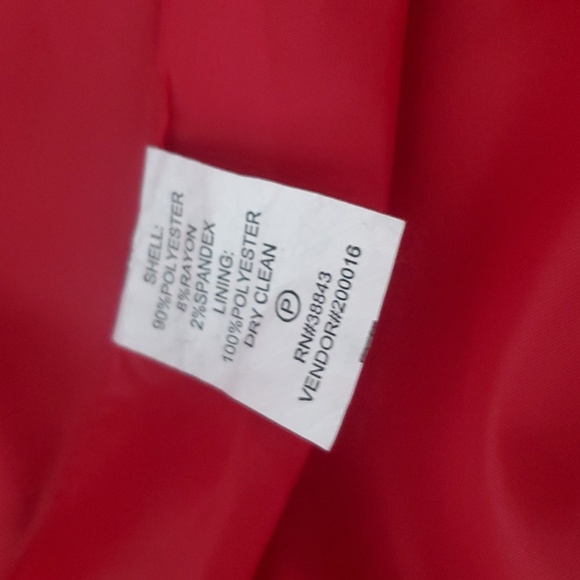 SHELL:
90%POLYESTER
8%RAYON
2%SPANDEX
LINING:
100%POLYESTER
DRY CLEAN
P
RN#38843
VENDOR#200016